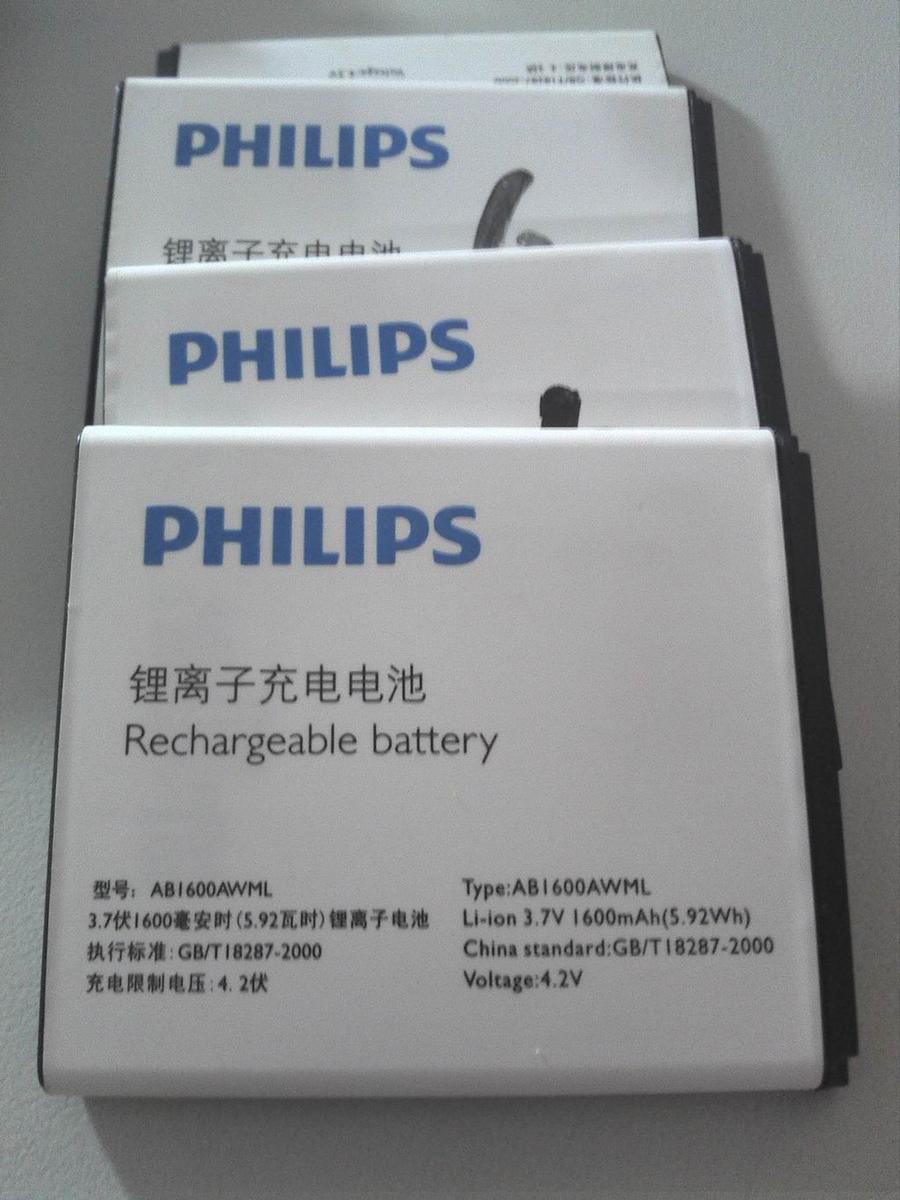 PHILIPS
锂离子充电电池
PHILIPS
PHILIPS
锂离子充电电池
Rechargeable battery
型号: AB1600AWML
3.7伏1600毫安时(5.92瓦时)锂离子电池
执行标准:GB/T18287-2000
充电限制电压:4.2伏
Type:AB1600AWML
Li-ion 3.7V 1600mAh(5.92Wh)
China standard:GB/T18287-2000
Voltage:4.2V